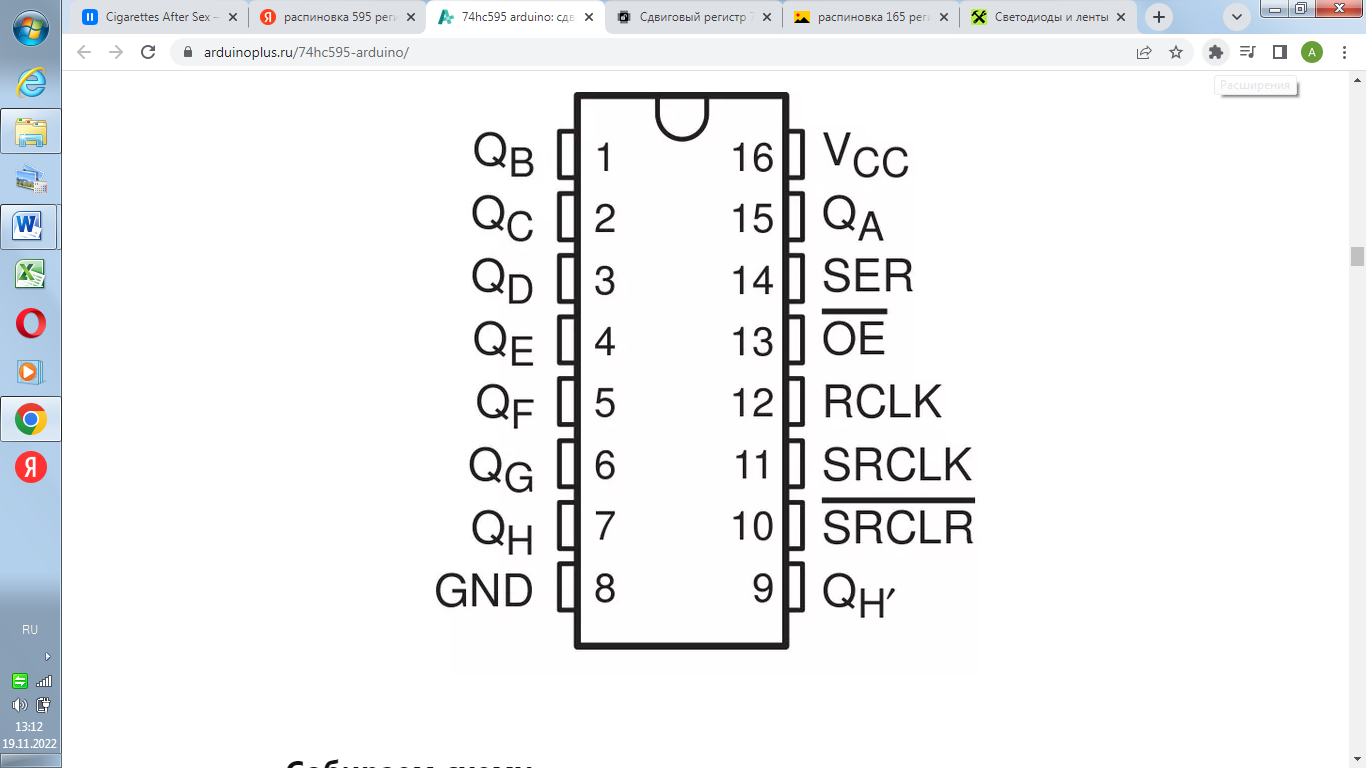 Cigarettes After Sex –
распиновка 595 реги
74hc595 arduino: сдв
Сдвиговый регистр 7
распиновка 165 реги
Светодиоды и ленты
arduinoplus.ru/74hc595-arduino/
A
Расширения
QB 1 16 VCC
QC 2 15 QA
QD 3 14 SER
QE 4 13 OE
QF 5 12 RCLK
QG 6 11 SRCLK
QH 7 10 SRCLR
GND 8 9 QH′
RU
13:12
19.11.2022